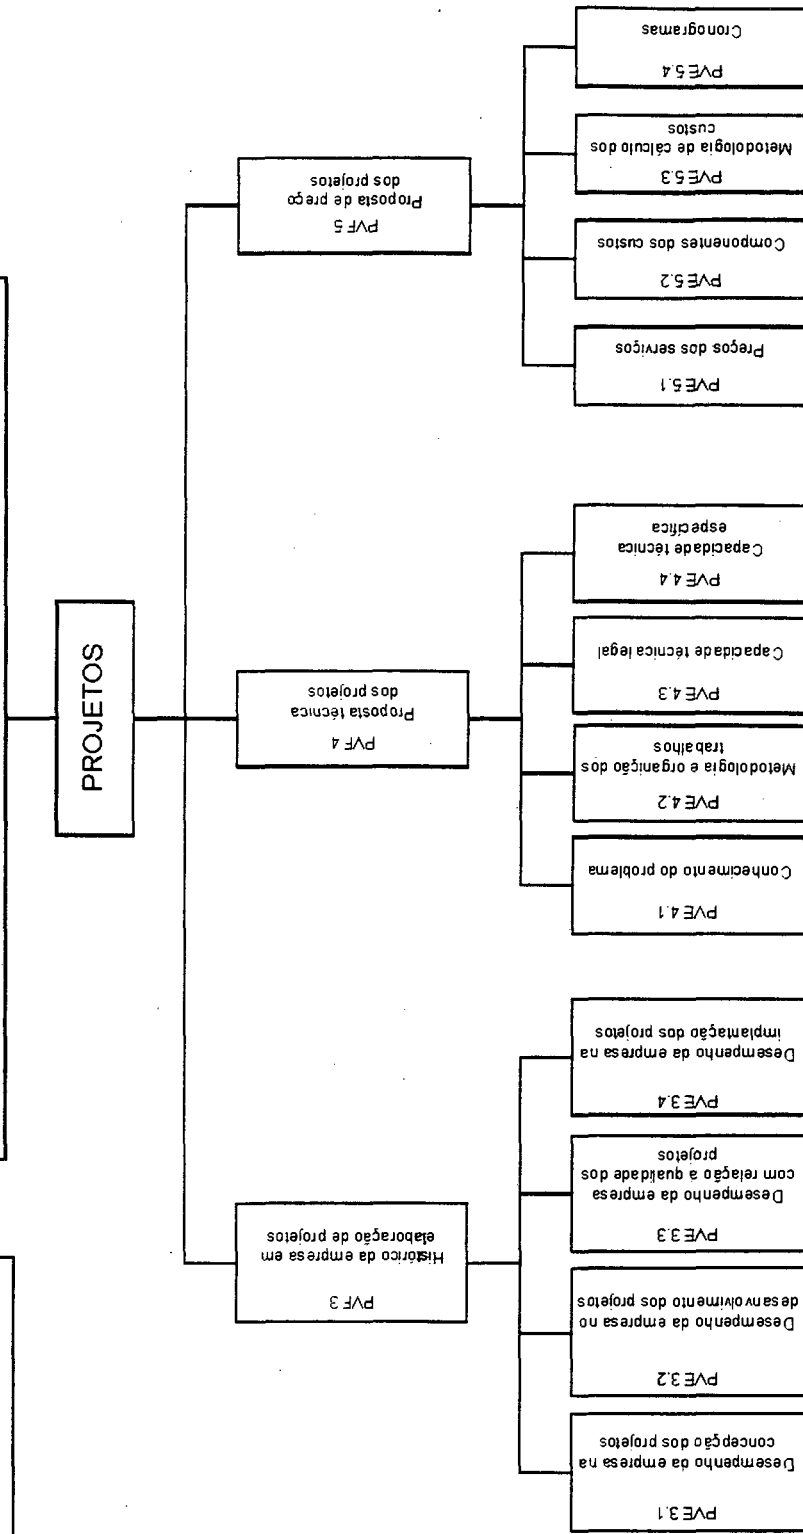 PROJETOS
PVF 3
Histórico da empresa em
elaboração de projetos
PVF 4
Proposta técnica
dos projetos
PVF 5
Proposta de preço
dos projetos
PVE 3.1
Desempenho da empresa na
concepção dos projetos
PVE 3.2
Desempenho da empresa no
desanvolvimento dos projetos
PVE 3.3
Desempenho da empresa
com relação à qualidade dos
projetos
PVE 3.4
Desempenho da empresa na
implantação dos projetos
PVE 4.1
Conhecimento do problema
PVE 4.2
Metodologia e organição dos
trabalhos
PVE 4.3
Capacidade técnica legal
PVE 4.4
Capacidade técnica
específica
PVE 5.1
Preços dos serviços
PVE 5.2
Componentes dos custos
PVE 5.3
Metodologia de cálculo dos
custos
PVE 5.4
Cronogramas